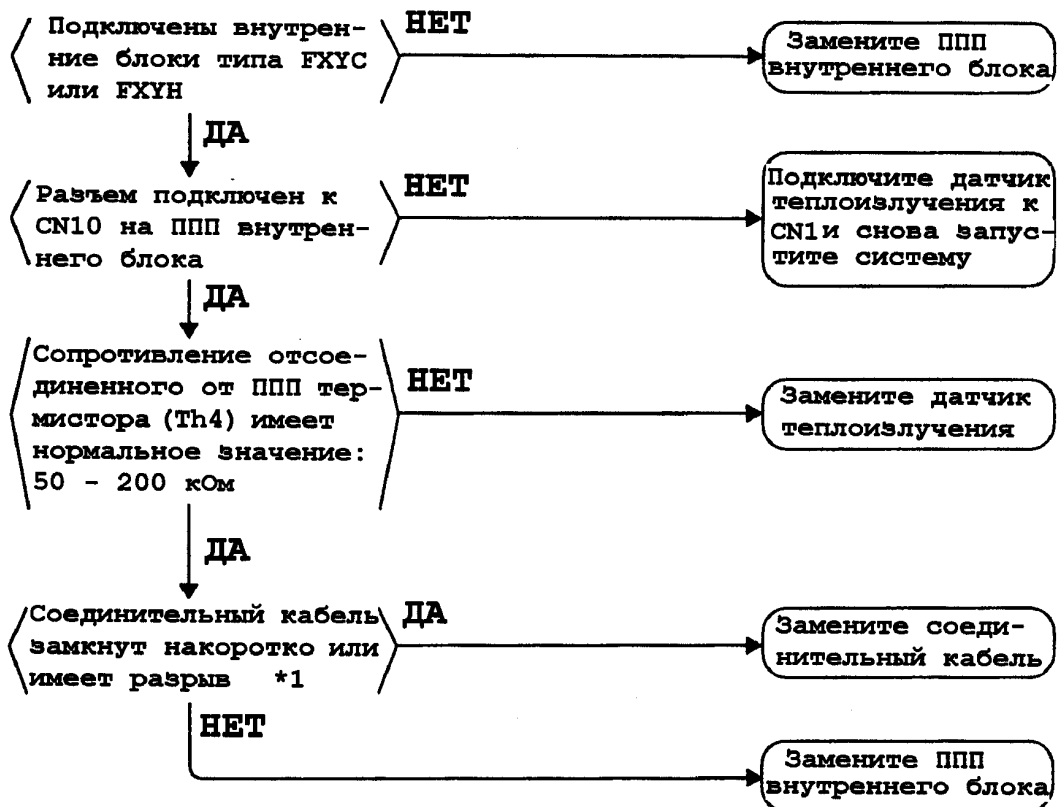 Подключены внутрен-
ние блоки типа FXYC
или FXYH
НЕТ
Замените ППП
внутреннего блока
ДА
Разъем подключен к
CN10 на ППП внутрен-
него блока
НЕТ
Подключите датчик
теплоизлучения к
CN1и снова запус-
тите систему
ДА
Сопротивление отсое-
диненного от ППП тер-
мистора (Th4) имеет
нормальное значение:
50 - 200 кОм
НЕТ
Замените датчик
теплоизлучения
ДА
Соединительный кабель
замкнут накоротко или
имеет разрыв *1
ДА
Замените соеди-
нительный кабель
НЕТ
Замените ППП
внутреннего блока